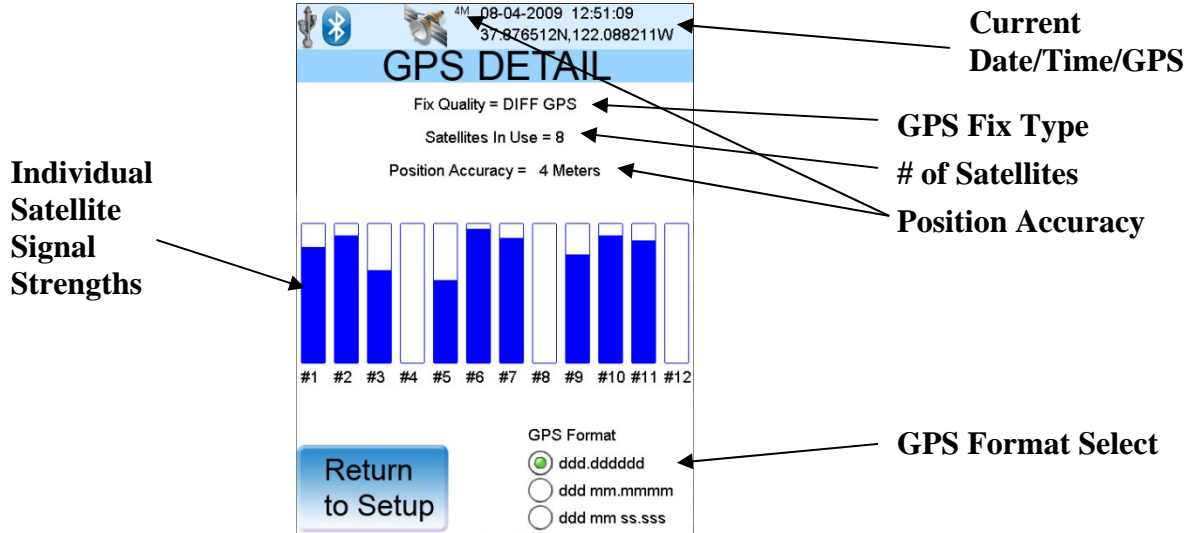 4M 08-04-2009 12:51:09
37.876512N,122.088211W
GPS DETAIL
Fix Quality = DIFF GPS
Satellites In Use = 8
Position Accuracy = 4 Meters
#1 #2 #3 #4 #5 #6 #7 #8 #9 #10 #11 #12
GPS Format
ddd.dddddd
ddd mm.mmmm
ddd mm ss.sss
Return
to Setup
Individual
Satellite
Signal
Strengths
Current
Date/Time/GPS
GPS Fix Type
# of Satellites
Position Accuracy
GPS Format Select